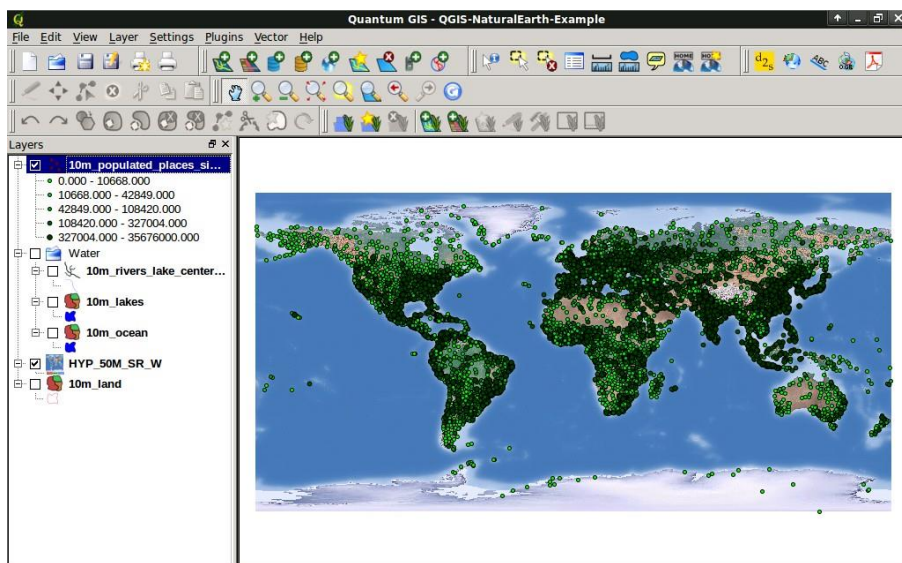 Quantum GIS - QGIS-NaturalEarth-Example
File Edit View Layer Settings Plugins Vector Help
Layers
10m_populated_places_si...
0.000 - 10668.000
10668.000 - 42849.000
42849.000 - 108420.000
108420.000 - 327004.000
327004.000 - 35676000.000
Water
10m_rivers_lake_center...
10m_lakes
10m_ocean
HYP_50M_SR_W
10m_land